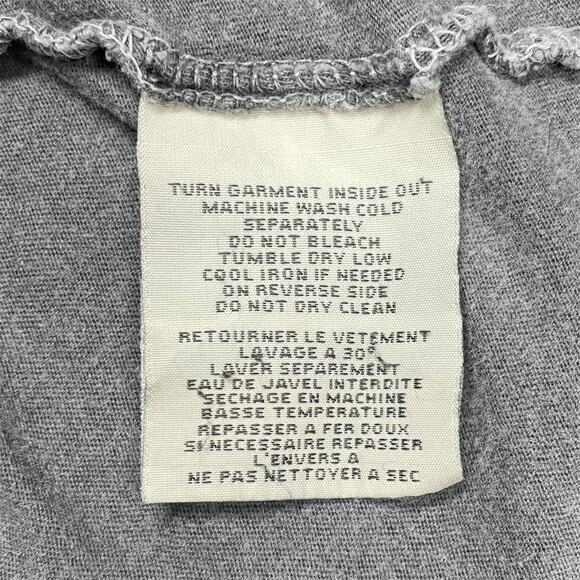 TURN GARMENT INSIDE OUT
MACHINE WASH COLD
SEPARATELY
DO NOT BLEACH
TUMBLE DRY LOW
COOL IRON IF NEEDED
ON REVERSE SIDE
DO NOT DRY CLEAN
RETOURNER LE VETEMENT
LAVAGE A 30°
LAVER SEPAREMENT
EAU DE JAVEL INTERDITE
SECHAGE EN MACHINE
BASSE TEMPERATURE
REPASSER A FER DOUX
SI NECESSAIRE REPASSER
L'ENVERS A
NE PAS NETTOYER A SEC